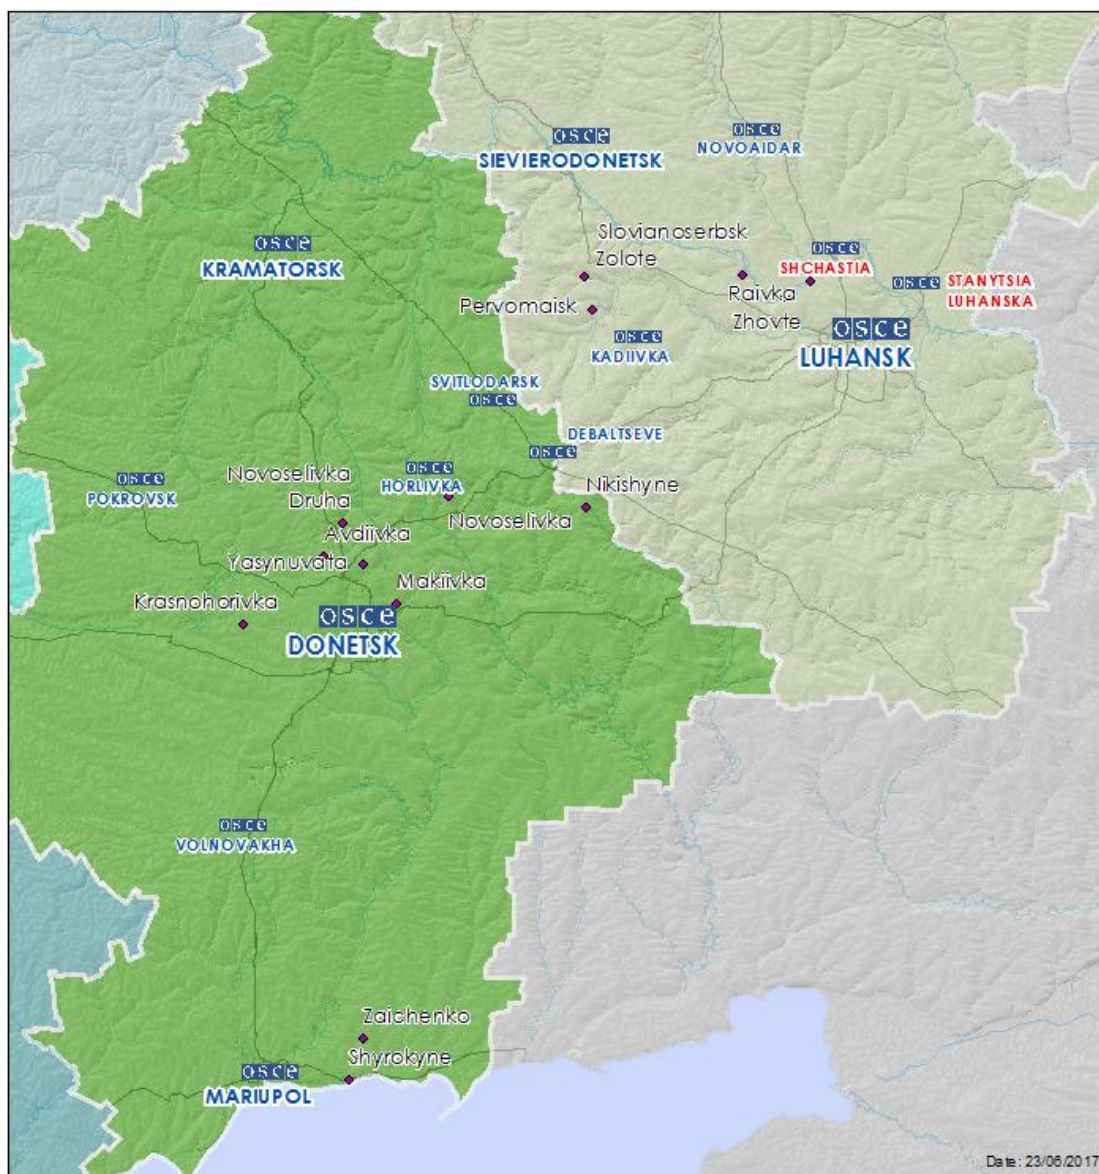 osce
SIEVIERODONETSK
osce
NOVOAIDAR
osce
KRAMATORSK
Slovianoserbsk
Zolote
osce
SHCHASTIA
osce
STANYTSIA
LUHANSKA
Raivka
Zhovte
Pervomaisk
osce
KADIIVKA
osce
LUHANSK
SVITLODARSK
osce
DEBALTSEVE
osce
osce
POKROVSK
Novoselivka
Druha
osce
HORLIVKA
Nikishyne
Novoselivka
Avdiivka
Yasynuvata
Makiivka
Krasnohorivka
osce
DONETSK
osce
VOLNOVAKHA
Zaichenko
Shyrokyne
osce
MARIUPOL
Date: 23/06/2017